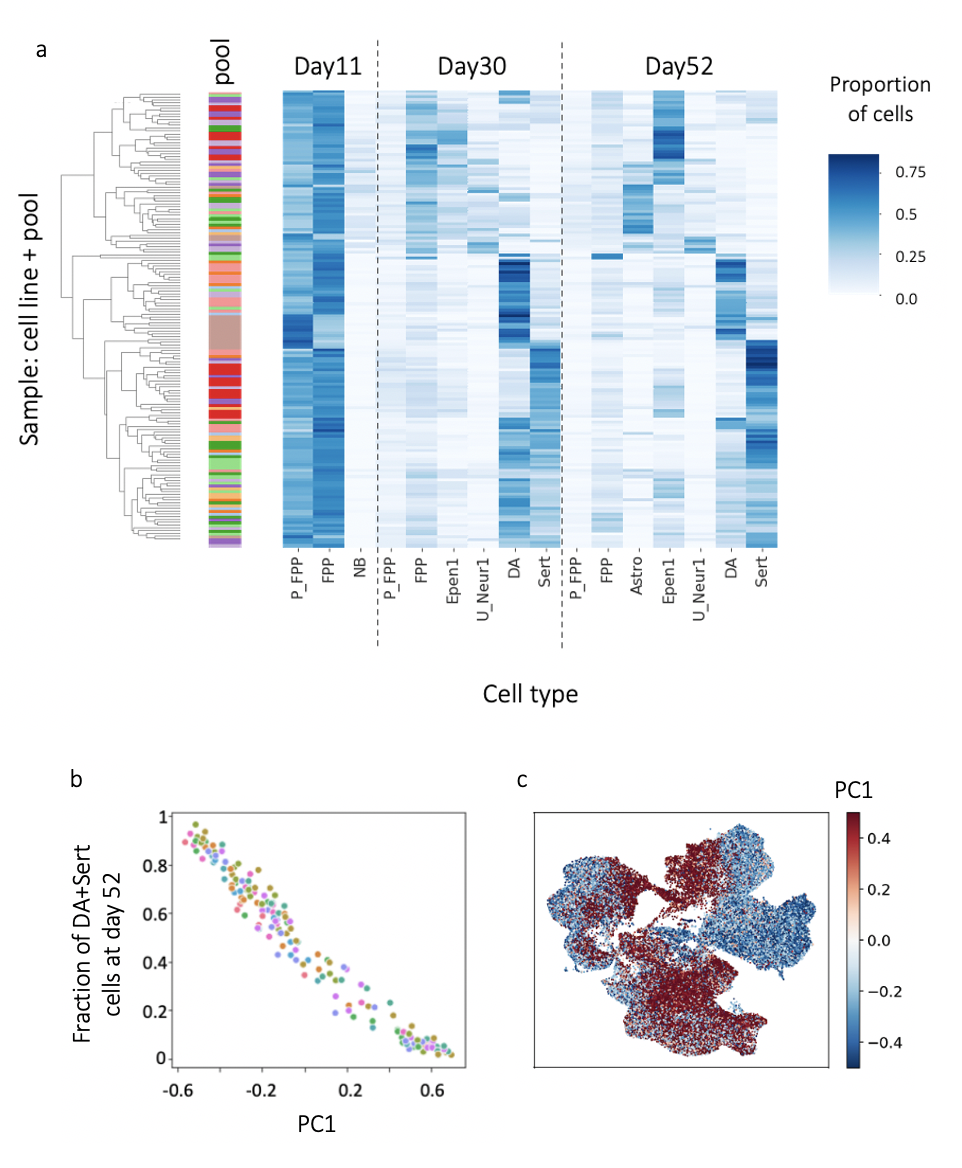 a
pool
Day11
Day30
Day52
Proportion
of cells
0.75
0.5
0.25
0.0
Sample: cell line + pool
P_FPP
FPP
NB
P_FPP
FPP
Epen1
U_Neur1
DA
Sert
P_FPP
FPP
Astro
Epen1
U_Neur1
DA
Sert
Cell type
b
Fraction of DA+Sert
cells at day 52
1
0.8
0.6
0.4
0.2
0
-0.6
-0.2
0.2
0.6
PC1
c
PC1
0.4
0.2
0.0
−0.2
−0.4